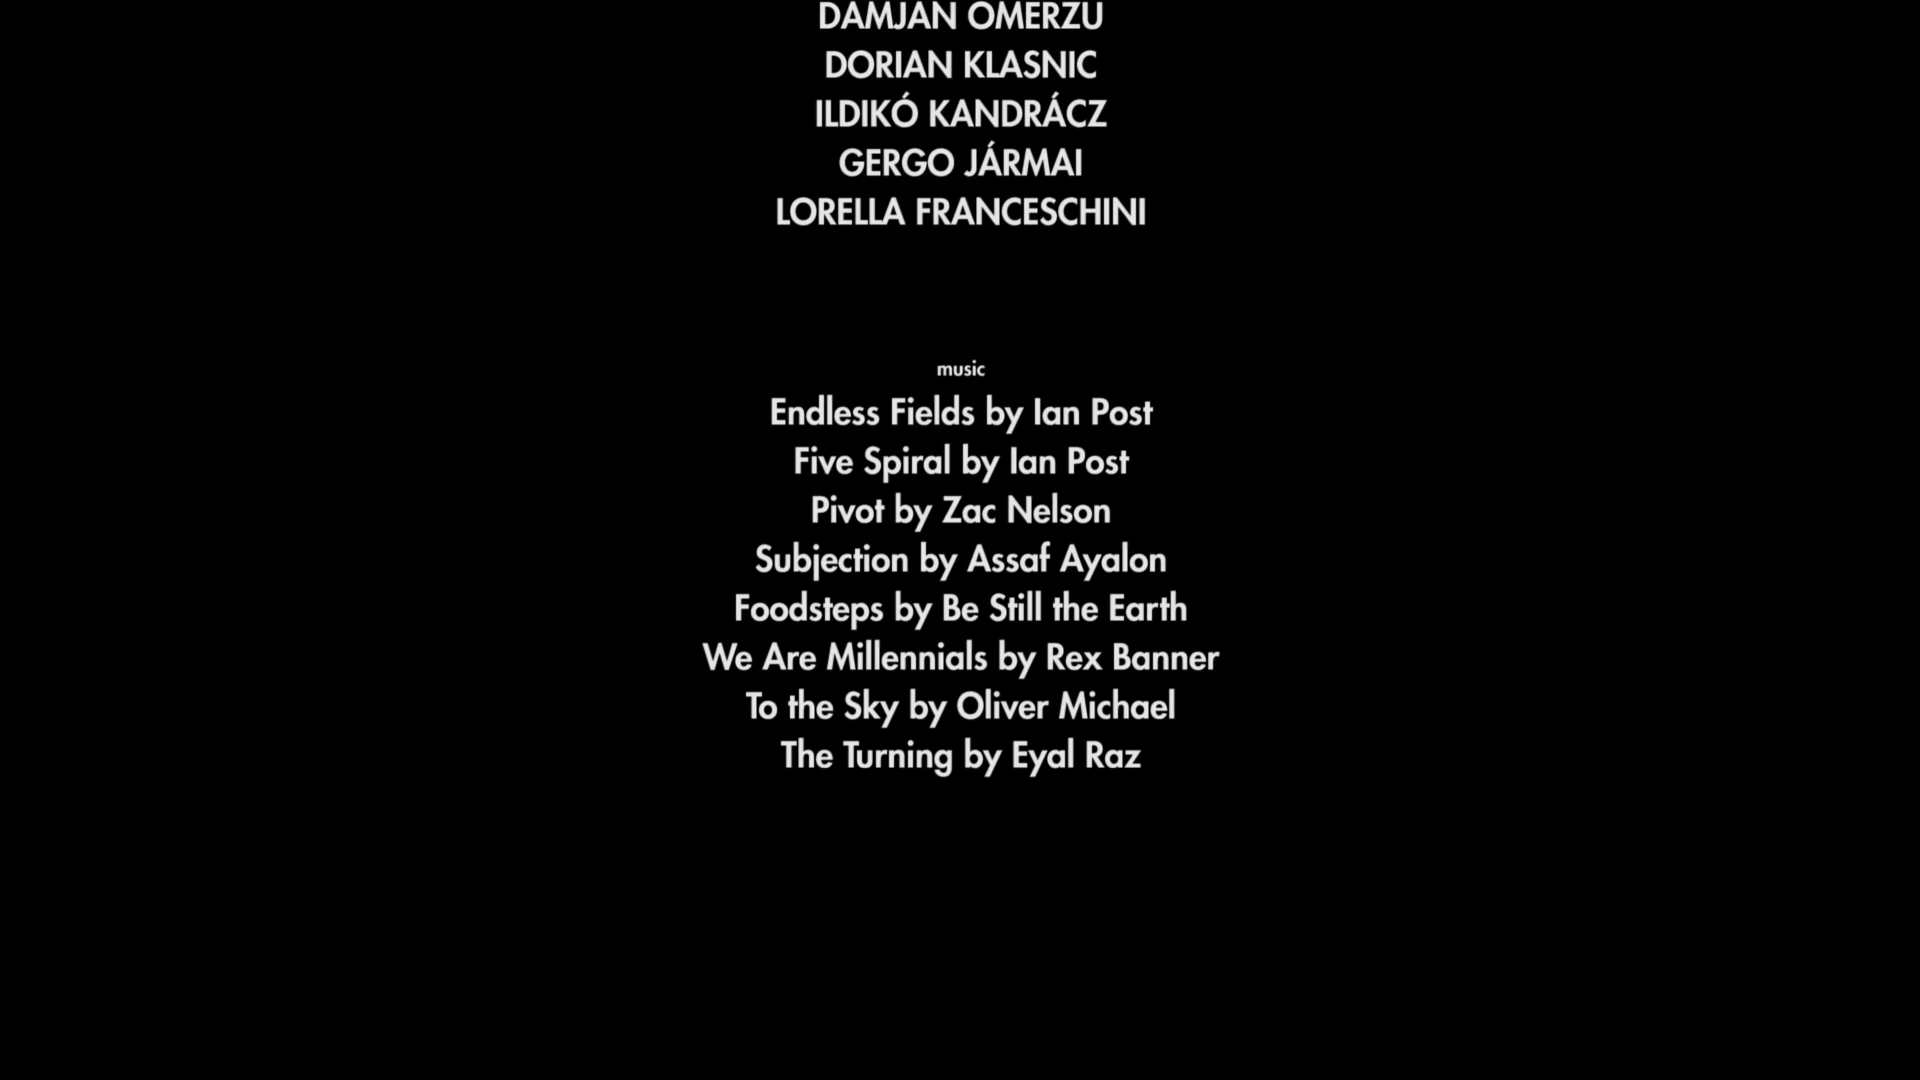 DAMJAN OMERZU
DORIAN KLASNIC
ILDIKÓ KANDRÁCZ
GERGO JÁRMAI
LORELLA FRANCESCHINI
music
Endless Fields by Ian Post
Five Spiral by Ian Post
Pivot by Zac Nelson
Subjection by Assaf Ayalon
Foodsteps by Be Still the Earth
We Are Millennials by Rex Banner
To the Sky by Oliver Michael
The Turning by Eyal Raz